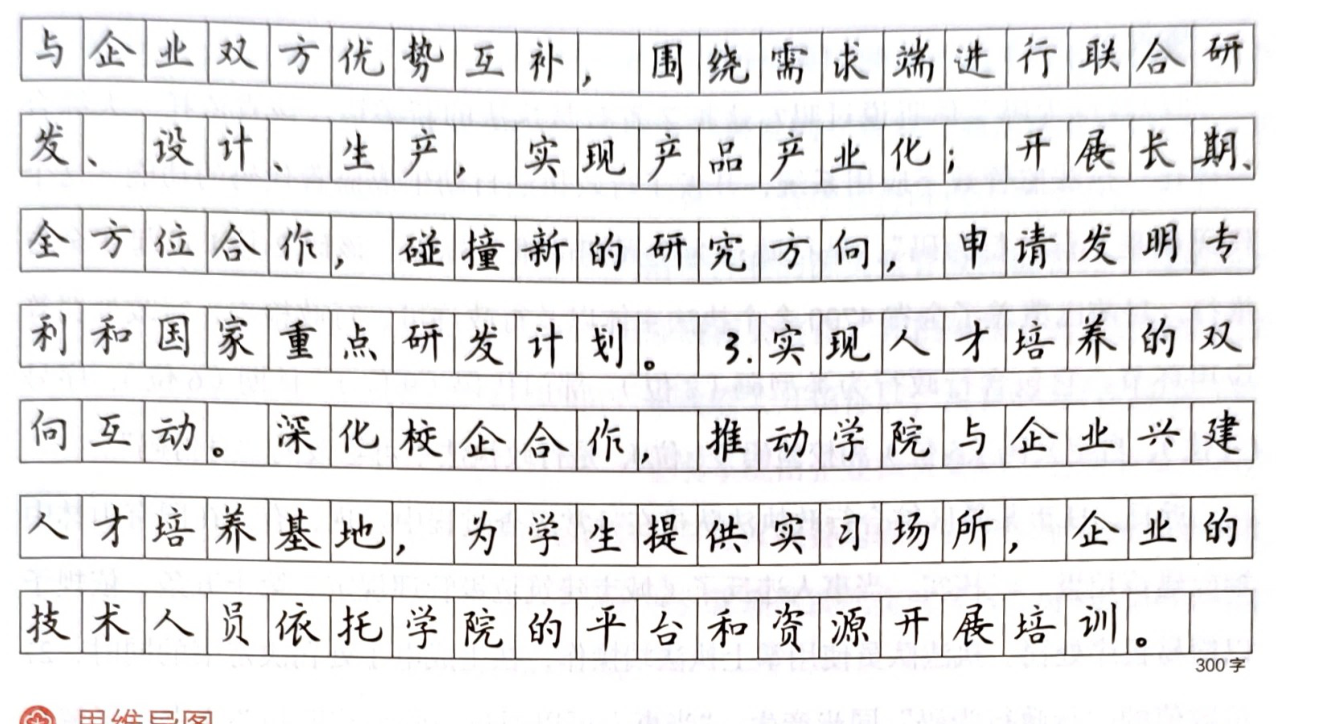 与企业双方优势互补，围绕需求端进行联合研
发、设计、生产，实现产品产业化；开展长期、
全方位合作，碰撞新的研究方向，申请发明专
利和国家重点研发计划。3.实现人才培养的双
向互动。深化校企合作，推动学院与企业兴建
人才培养基地，为学生提供实习场所，企业的
技术人员依托学院的平台和资源开展培训。
300字
思维导图